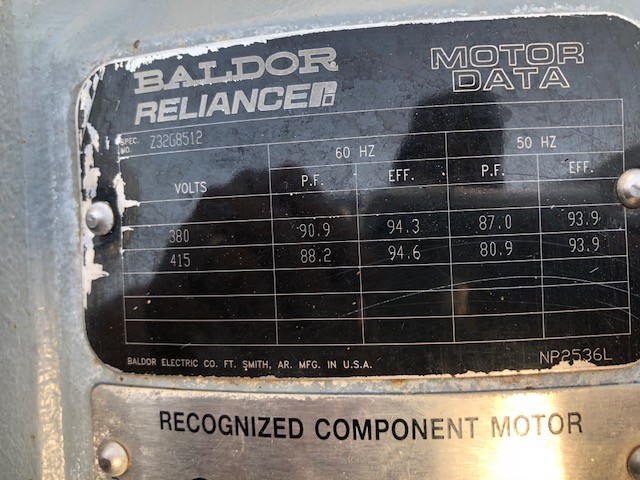 BALDOR
RELIANCE
MOTOR
DATA
SPEC. NO. Z32G8512
60 HZ 50 HZ
VOLTS P.F. EFF. P.F. EFF.
380 90.9 94.3 87.0 93.9
415 88.2 94.6 80.9 93.9
BALDOR ELECTRIC CO. FT. SMITH, AR. MFG. IN U.S.A. NP2536L
RECOGNIZED COMPONENT MOTOR